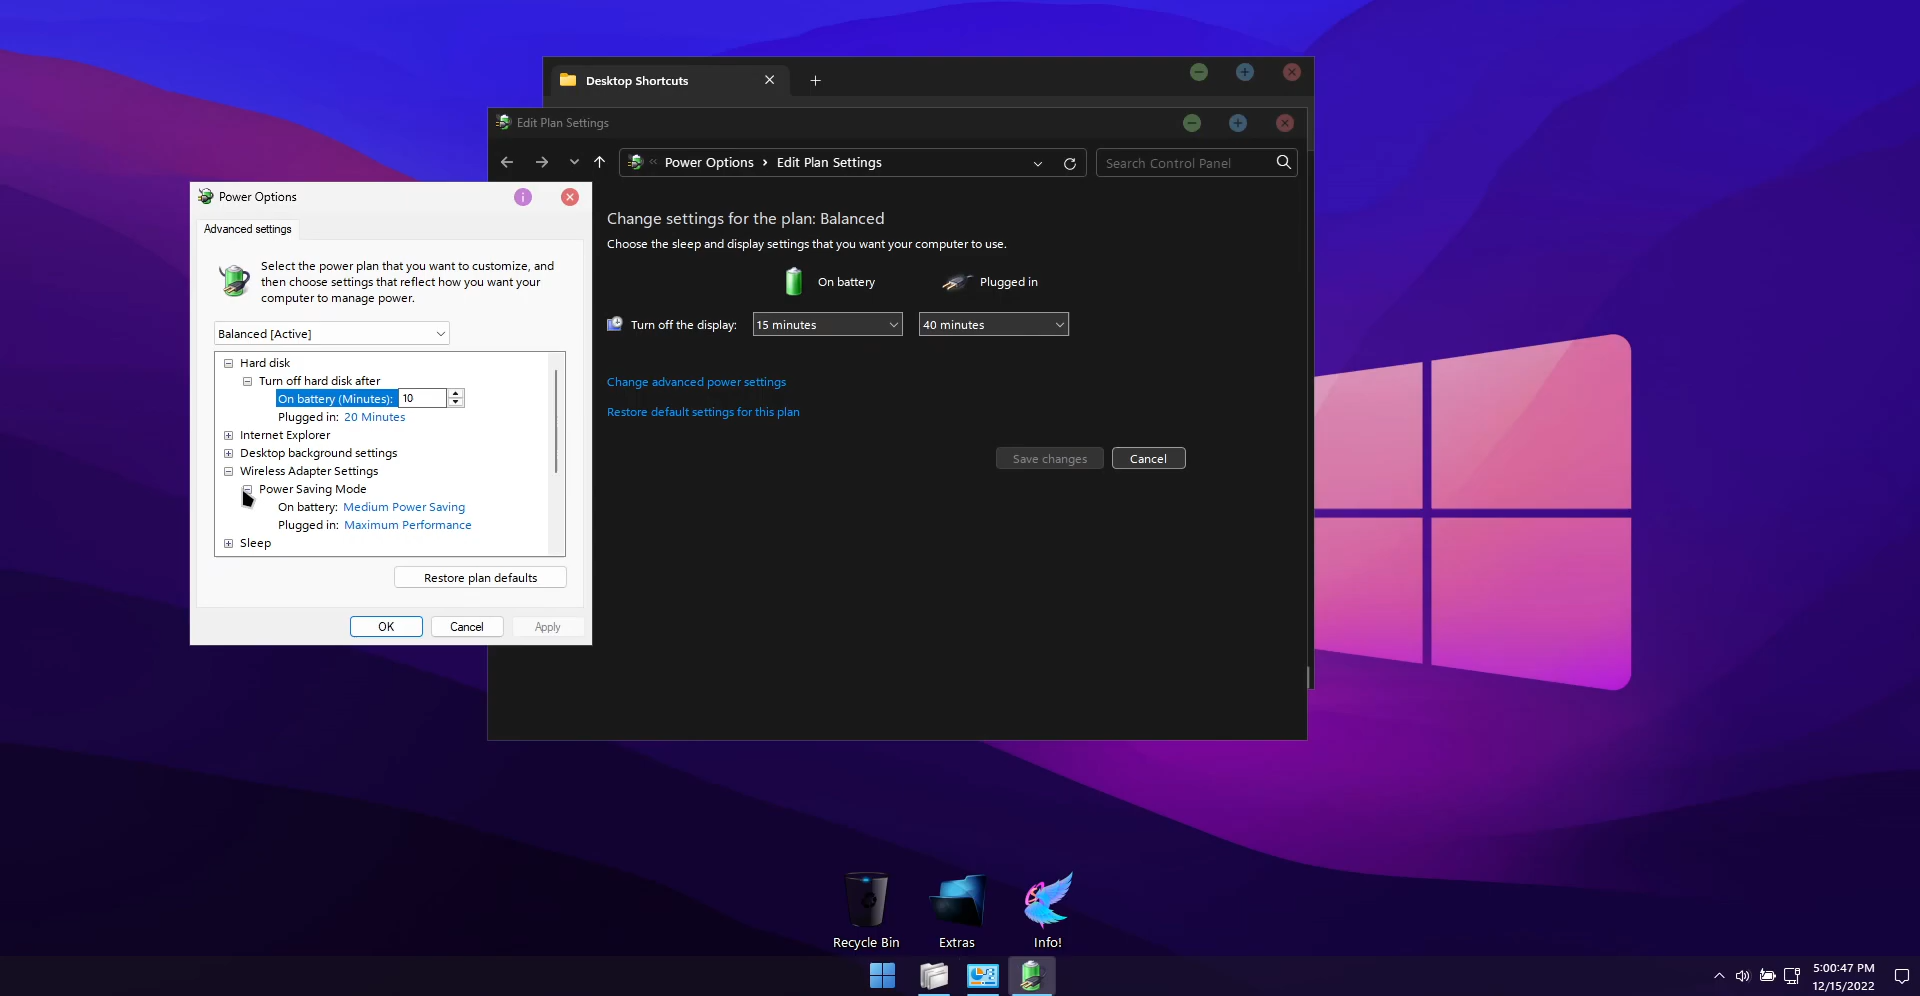 Desktop Shortcuts
Edit Plan Settings
Power Options
Edit Plan Settings
Search Control Panel
Power Options
Advanced settings
Select the power plan that you want to customize, and
then choose settings that reflect how you want your
computer to manage power.
Balanced [Active]
Hard disk
Turn off hard disk after
On battery (Minutes): 10
Plugged in: 20 Minutes
Internet Explorer
Desktop background settings
Wireless Adapter Settings
Power Saving Mode
On battery: Medium Power Saving
Plugged in: Maximum Performance
Sleep
Restore plan defaults
OK
Cancel
Apply
Change settings for the plan: Balanced
Choose the sleep and display settings that you want your computer to use.
On battery
Plugged in
Turn off the display:
15 minutes
40 minutes
Change advanced power settings
Restore default settings for this plan
Save changes
Cancel
Recycle Bin
Extras
Info!
5:00:47 PM
12/15/2022